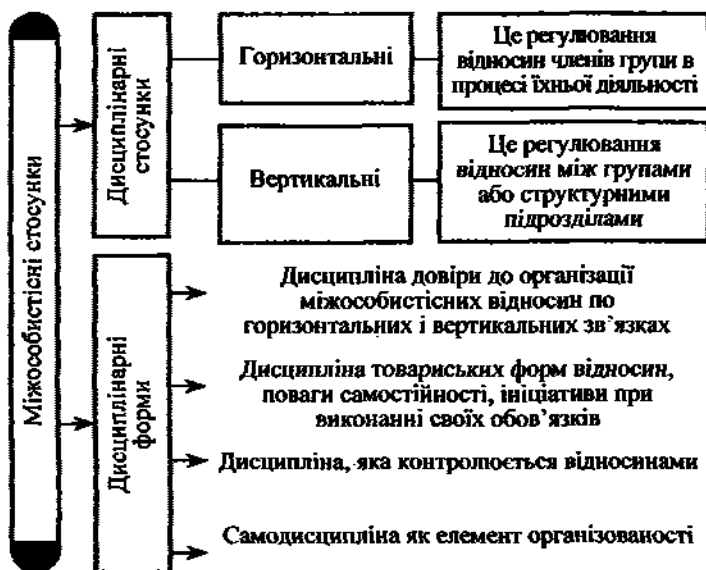 Міжособистісні стосунки
Дисциплінарні
стосунки
Горизонтальні
Це регулювання
відносин членів групи в
процесі їхньої діяльності
Вертикальні
Це регулювання
відносин між групами
або структурними
підрозділами
Дисциплінарні
форми
Дисципліна довіри до організації
міжособистісних відносин по
горизонтальних і вертикальних зв'язках
Дисципліна товариських форм відносин,
поваги самостійності, ініціативи при
виконанні своїх обов'язків
Дисципліна, яка контролюється відносинами
Самодисципліна як елемент організованості